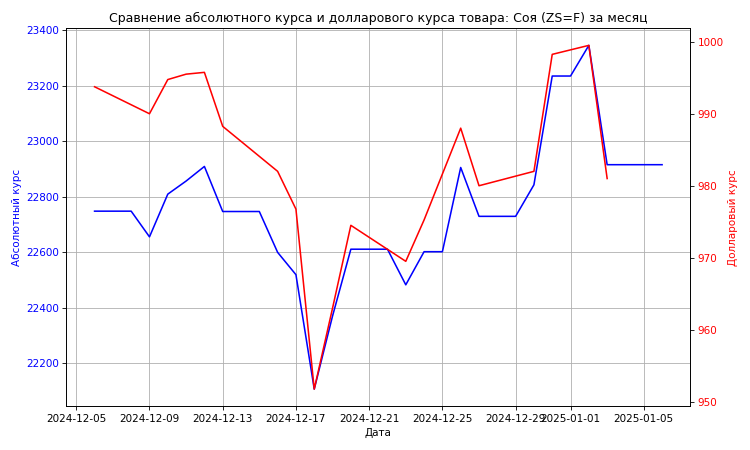 Сравнение абсолютного курса и долларового курса товара: Соя (ZS=F) за месяц
23400
23200
23000
22800
22600
22400
22200
Абсолютный курс
1000
990
980
970
960
950
Долларовый курс
2024-12-05 2024-12-09 2024-12-13 2024-12-17 2024-12-21 2024-12-25 2024-12-29 2025-01-01 2025-01-05
Дата